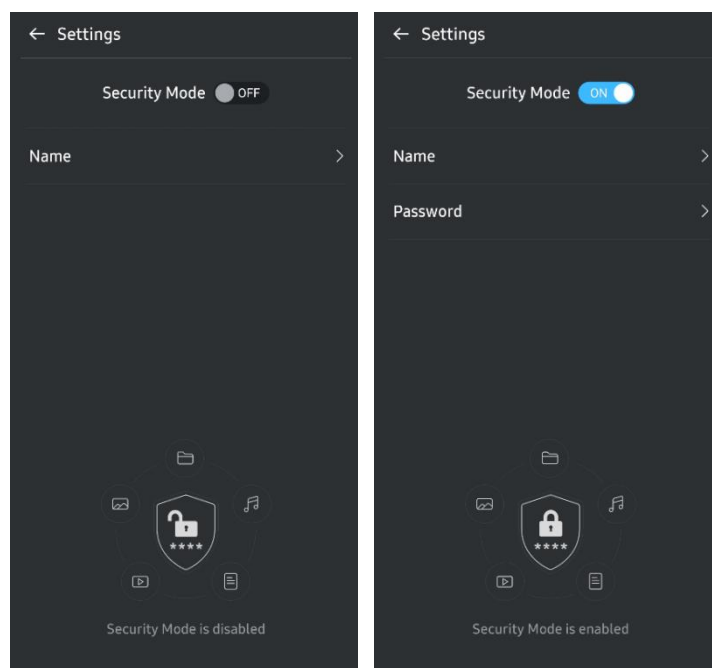 Settings
Security Mode OFF
Name
****
Security Mode is disabled
Settings
Security Mode ON
Name
Password
****
Security Mode is enabled